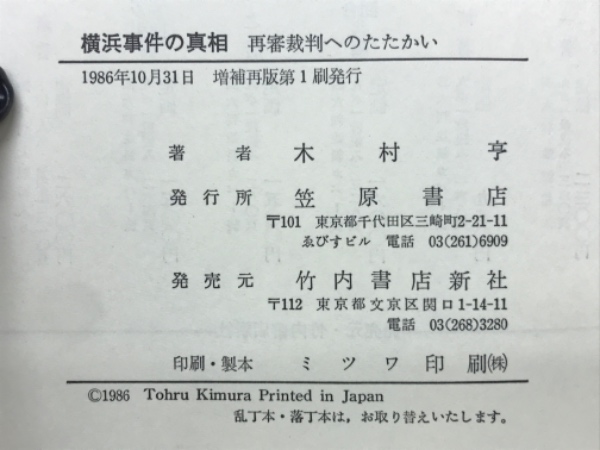 横浜事件の真相 再審裁判へのたたかい
1986年10月31日 増補再版第1刷発行
著者 木村亨
発行所 笠原書店
〒101 東京都千代田区三崎町2-21-11
ゑびすビル 電話 03(261)6909
発売元 竹内書店新社
〒112 東京都文京区関口1-14-11
電話 03(268)3280
印刷・製本 ミツワ印刷㈱
©1986 Tohru Kimura Printed in Japan
乱丁本・落丁本は，お取り替えいたします。